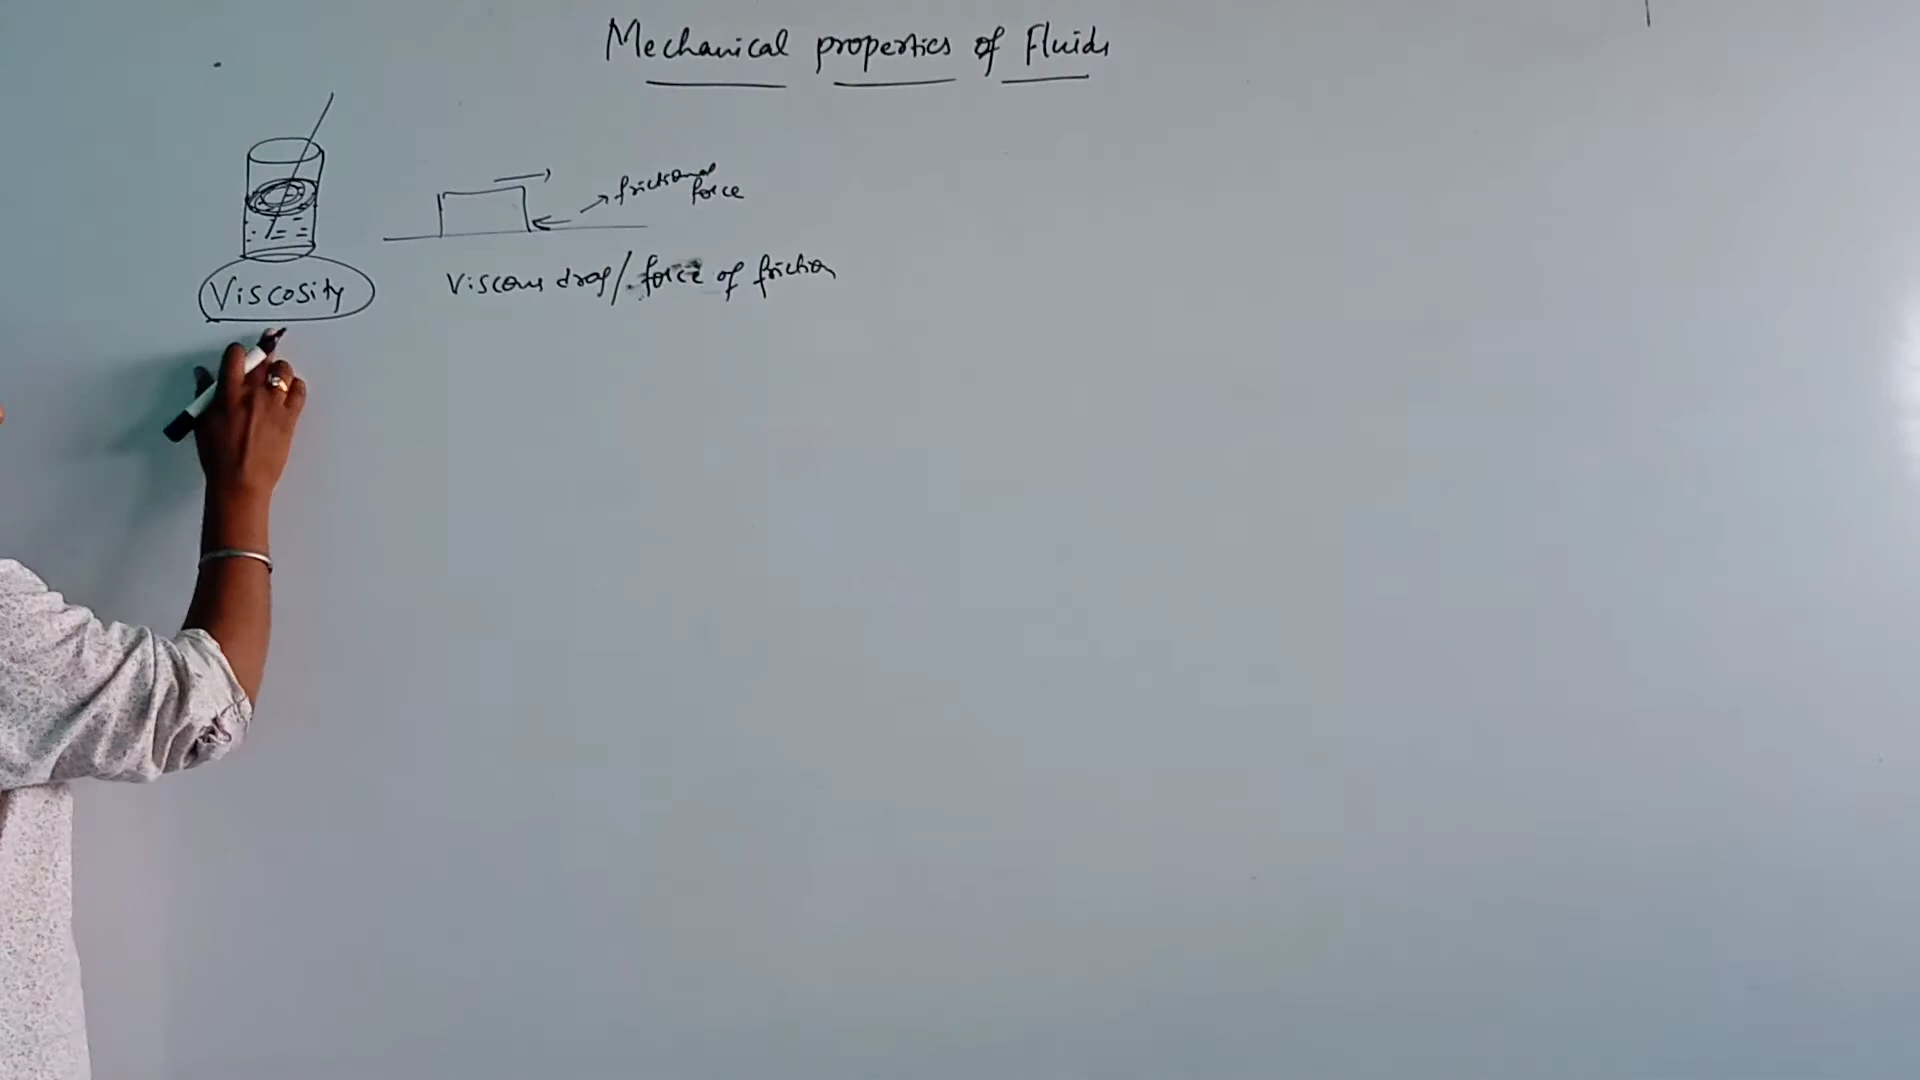 Mechanical properties of Fluids
frictional
force
Viscous drag / force of friction
Viscosity